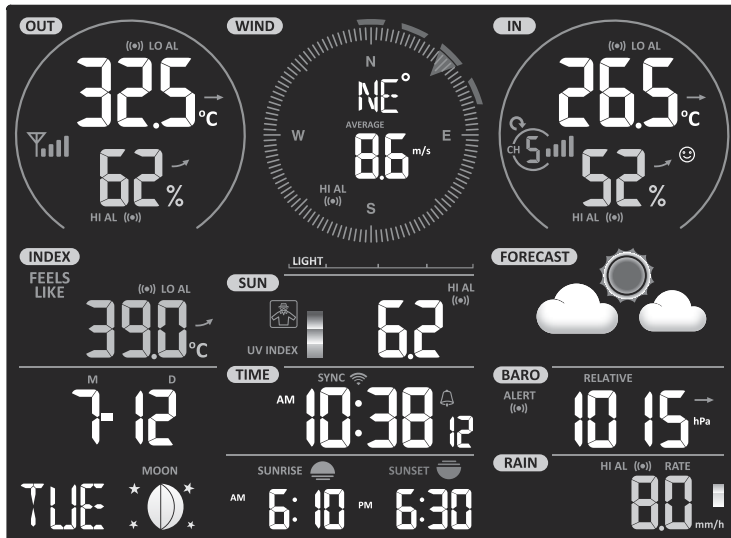 OUT
LO AL
32.5 °C
62 %
HI AL
WIND
N
NE°
AVERAGE
W
8.6 m/s
E
HI AL
S
IN
LO AL
26.5 °C
CH 5
52 %
HI AL
INDEX
FEELS
LIKE
LO AL
39.0 °C
LIGHT
SUN
HI AL
UV INDEX
6.2
FORECAST
M D
7-12
TIME
SYNC
AM 10:38 12
BARO
RELATIVE
ALERT
1015 hPa
TUE
MOON
SUNRISE
AM 6:10
SUNSET
PM 6:30
RAIN
HI AL RATE
8.0 mm/h